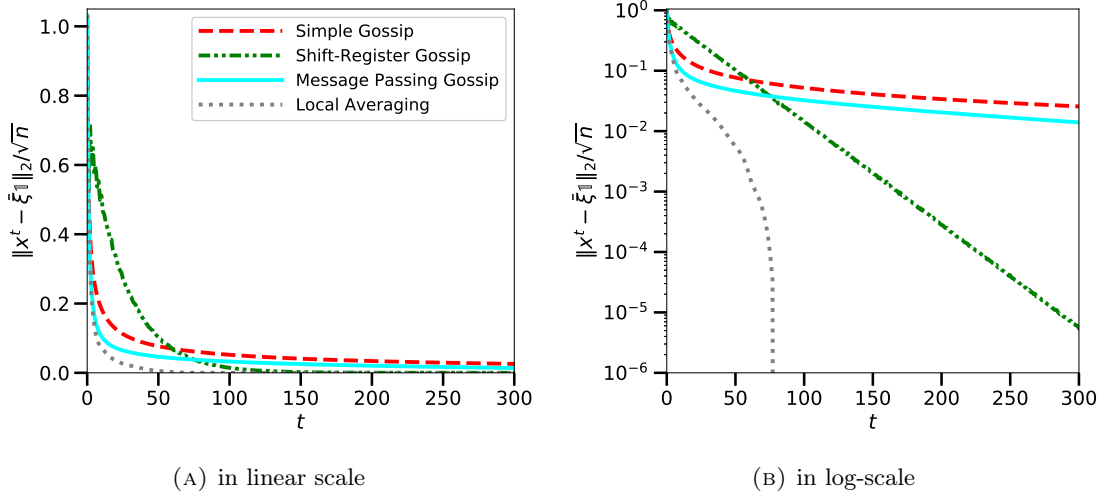 1.0
0.8
0.6
0.4
0.2
0.0
‖x^t − ξ̄𝟙‖₂/√n
Simple Gossip
Shift-Register Gossip
Message Passing Gossip
Local Averaging
0 50 100 150 200 250 300
t
(A) in linear scale
10^0
10^−1
10^−2
10^−3
10^−4
10^−5
10^−6
‖x^t − ξ̄𝟙‖₂/√n
0 50 100 150 200 250 300
t
(B) in log-scale